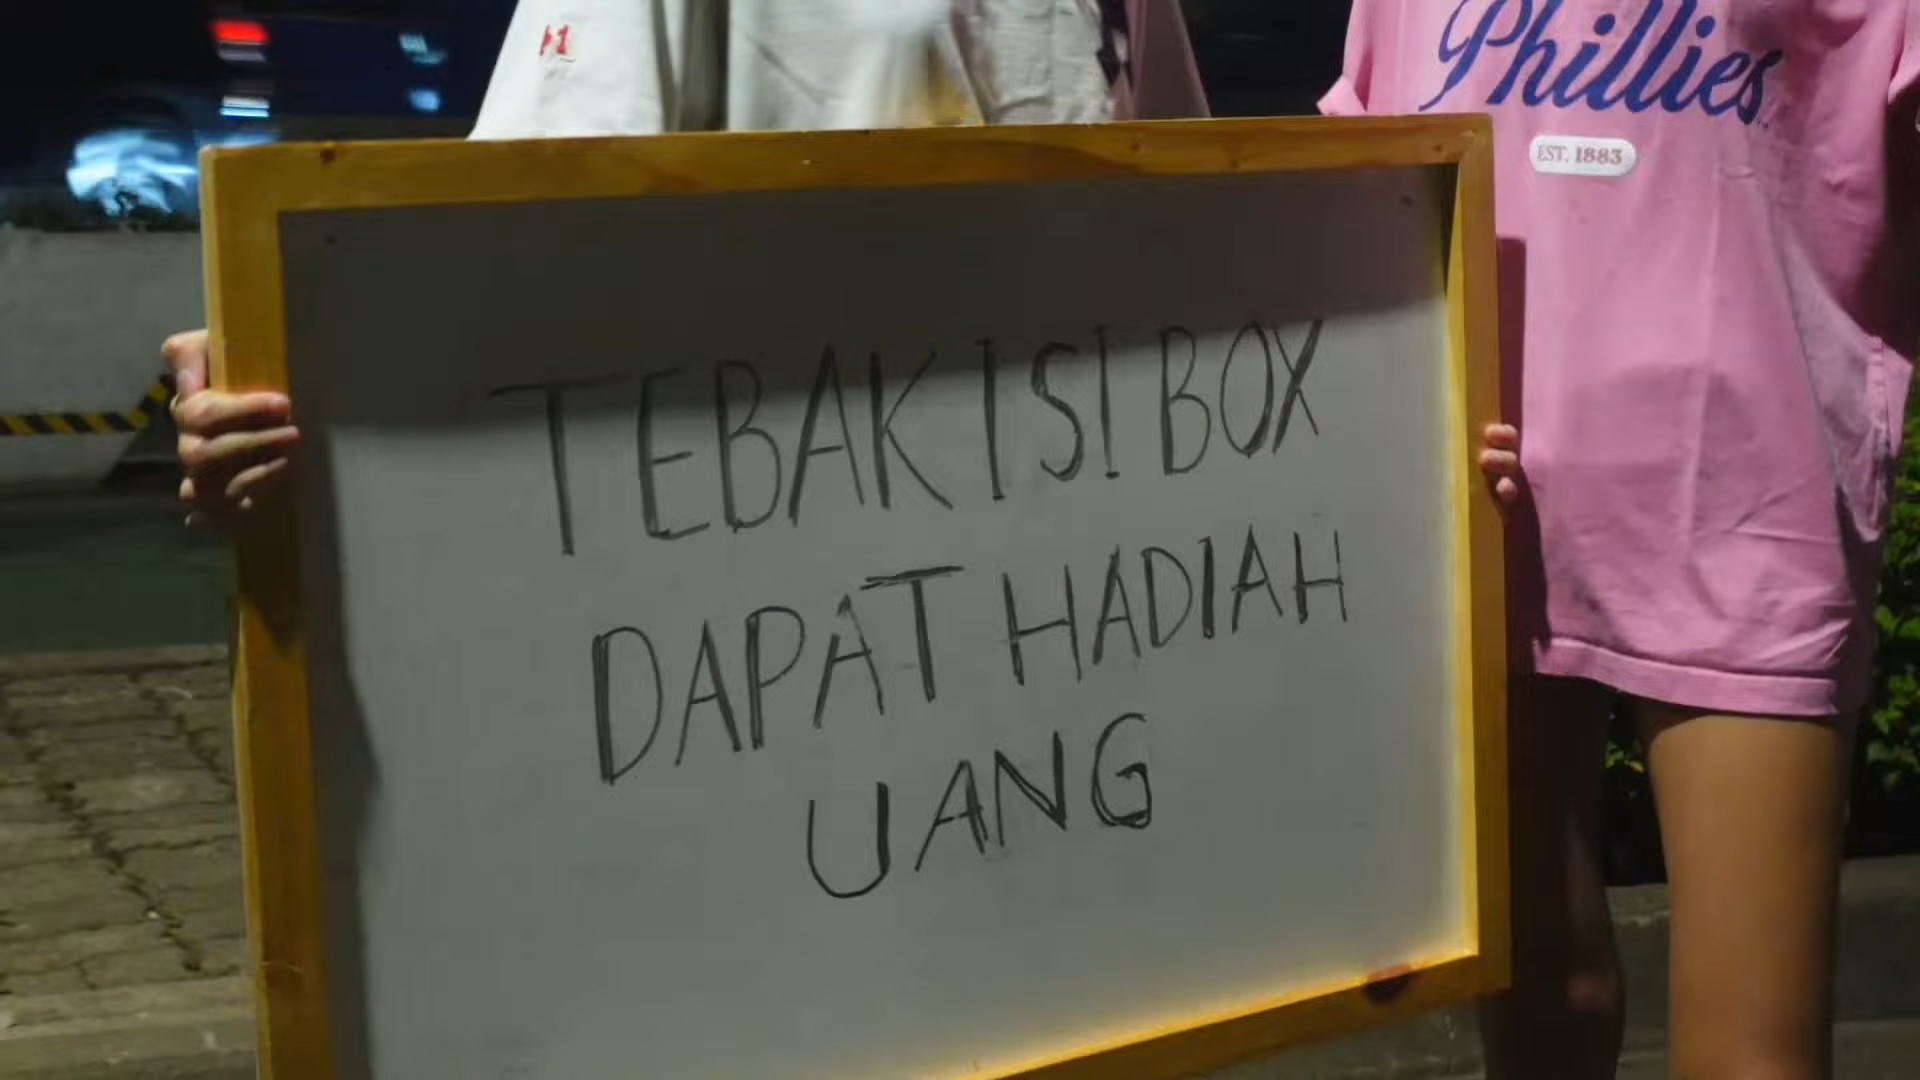 Phillies
EST. 1883
TEBAK ISI BOX
DAPAT HADIAH
UANG